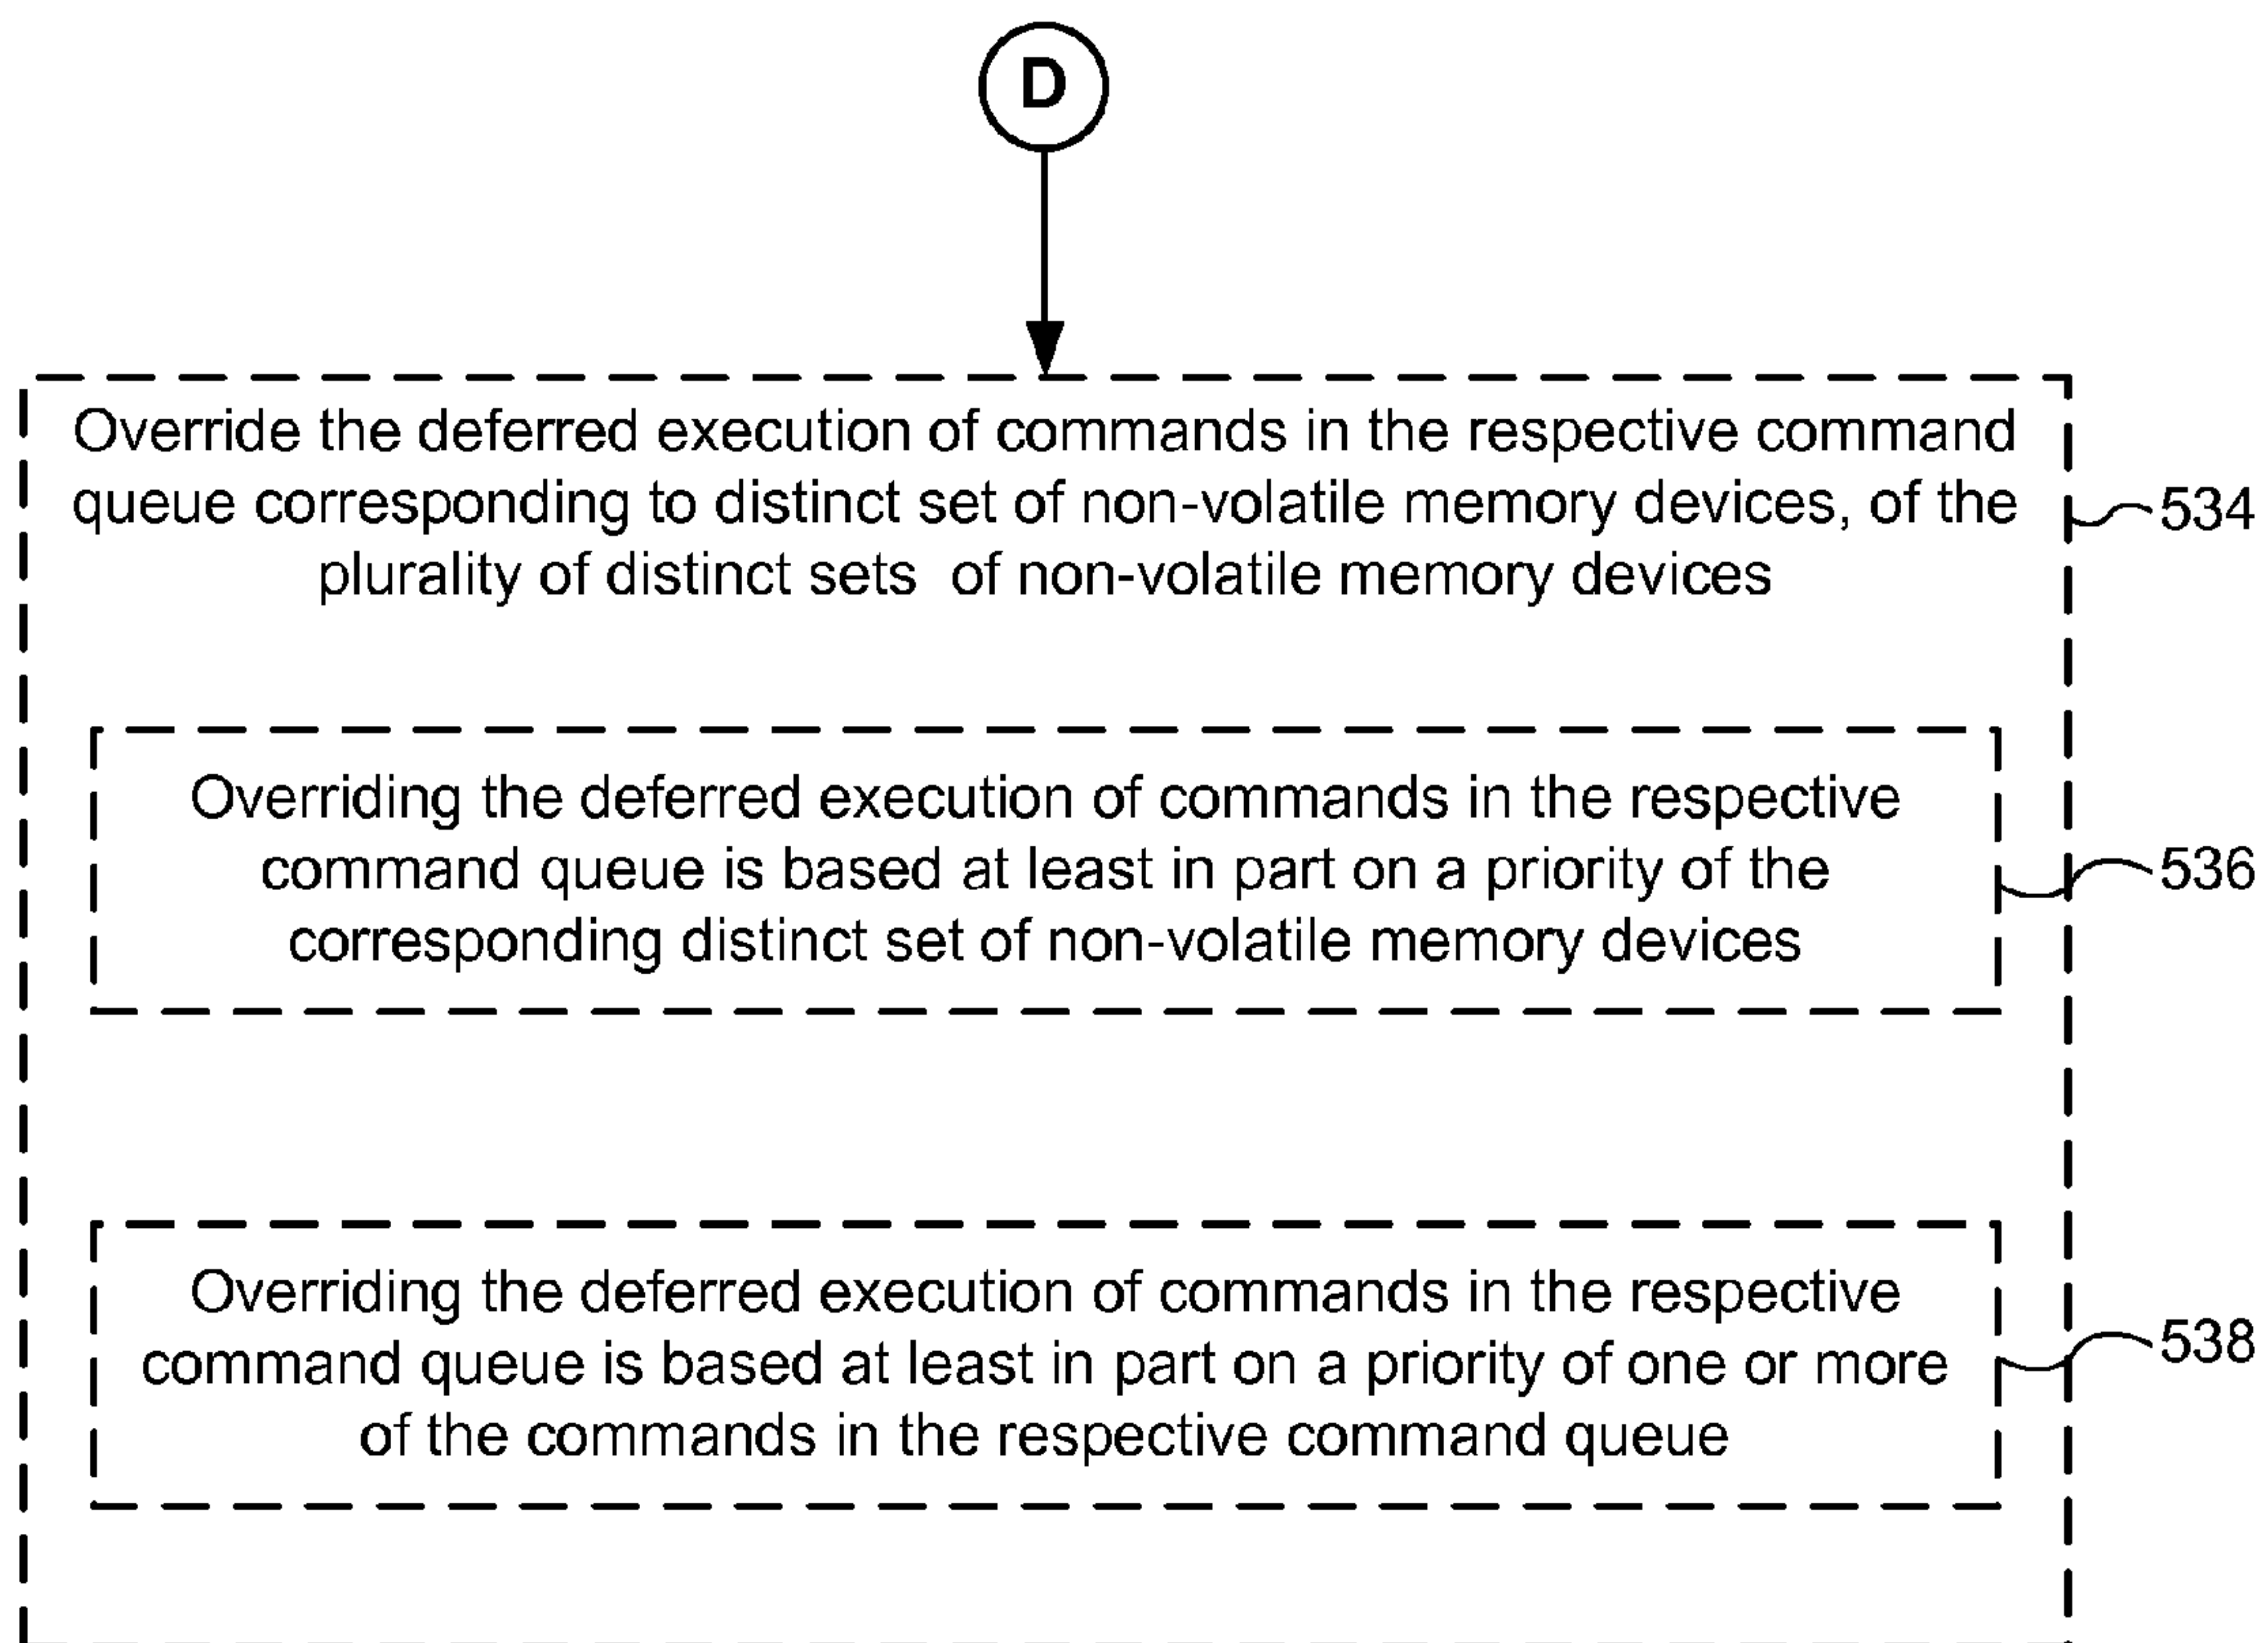 D
Override the deferred execution of commands in the respective command
queue corresponding to distinct set of non-volatile memory devices, of the
plurality of distinct sets of non-volatile memory devices
534
Overriding the deferred execution of commands in the respective
command queue is based at least in part on a priority of the
corresponding distinct set of non-volatile memory devices
536
Overriding the deferred execution of commands in the respective
command queue is based at least in part on a priority of one or more
of the commands in the respective command queue
538